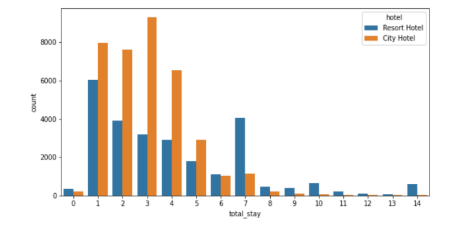 hotel
Resort Hotel
City Hotel
8000
6000
4000
2000
0
count
0 1 2 3 4 5 6 7 8 9 10 11 12 13 14
total_stay